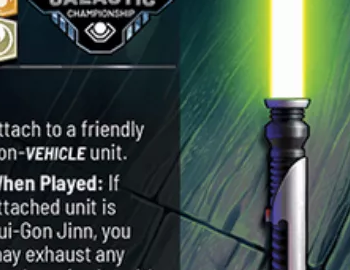 GALACTIC
CHAMPIONSHIP
ttach to a friendly
on-VEHICLE unit.
When Played: If
ttached unit is
ui-Gon Jinn, you
may exhaust any